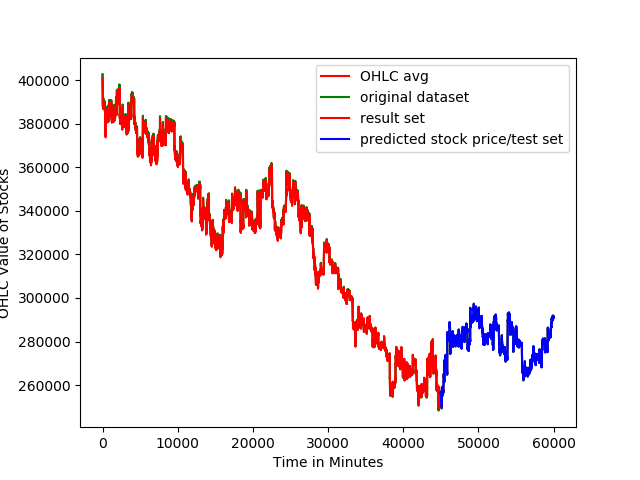 OHLC avg
original dataset
result set
predicted stock price/test set
400000
380000
360000
340000
320000
300000
280000
260000
OHLC Value of Stocks
0 10000 20000 30000 40000 50000 60000
Time in Minutes